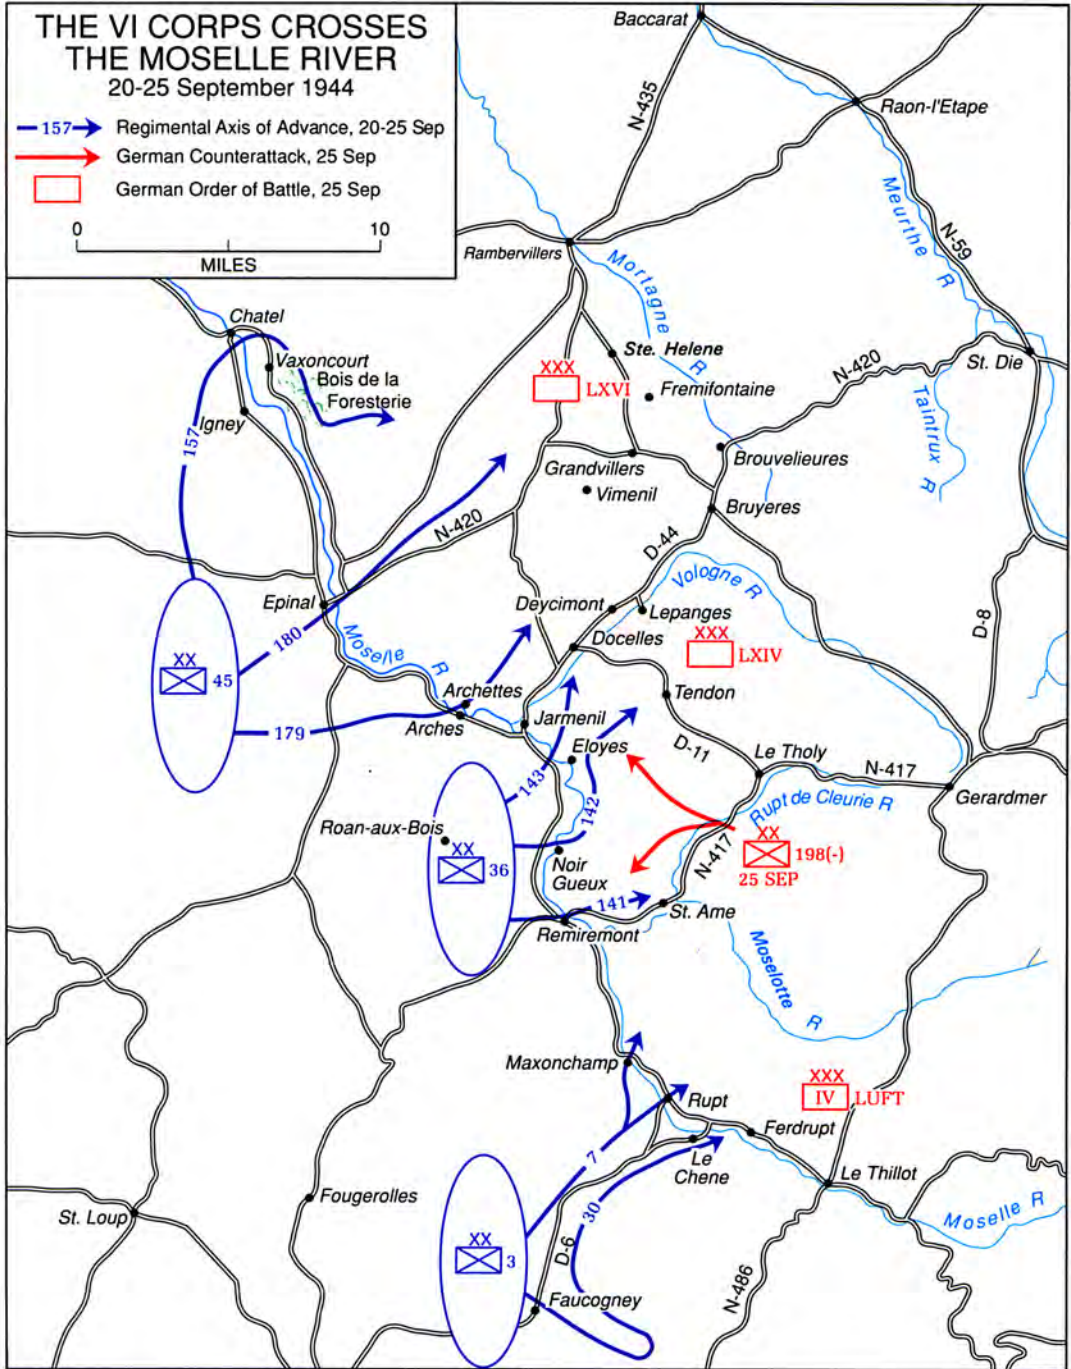 THE VI CORPS CROSSES
THE MOSELLE RIVER
20-25 September 1944
157 Regimental Axis of Advance, 20-25 Sep
German Counterattack, 25 Sep
German Order of Battle, 25 Sep
0 10
MILES
Baccarat
Raon-l'Etape
N-435
Meurthe R
N-59
Rambervillers
Mortagne R
Chatel
Vaxoncourt
Bois de la
Foresterie
Igney
157
Ste. Helene
XXX
LXVI
Fremifontaine
N-420
St. Die
Taintrux R
Grandvillers
Brouvelieures
Vimenil
Bruyeres
N-420
D-44
Vologne R
Epinal
Deycimont
Lepanges
D-8
XX
45
180
Moselle R
Docelles
XXX
LXIV
Archettes
Tendon
179
Arches
Jarmenil
Eloyes
D-11
Le Tholy
N-417
143
142
Rupt de Cleurie R
Gerardmer
Roan-aux-Bois
XX
36
Noir
Gueux
N-417
XX
198(-)
25 SEP
141
St. Ame
Remiremont
Moselotte R
Maxonchamp
XXX
IV LUFT
Rupt
Ferdrupt
7
Le
Chene
Le Thillot
Fougerolles
30
St. Loup
Moselle R
XX
3
D-6
N-486
Faucogney